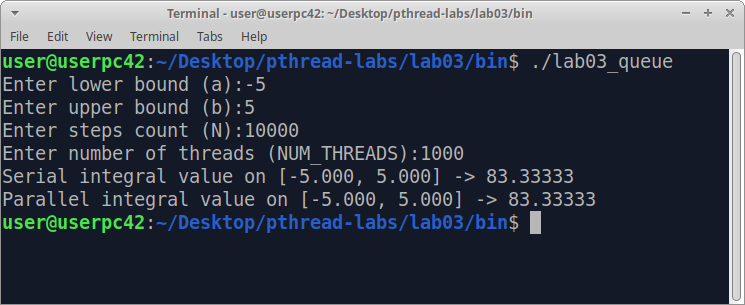 Terminal - user@userpc42: ~/Desktop/pthread-labs/lab03/bin
File Edit View Terminal Tabs Help
user@userpc42:~/Desktop/pthread-labs/lab03/bin$ ./lab03_queue
Enter lower bound (a):-5
Enter upper bound (b):5
Enter steps count (N):10000
Enter number of threads (NUM_THREADS):1000
Serial integral value on [-5.000, 5.000] -> 83.33333
Parallel integral value on [-5.000, 5.000] -> 83.33333
user@userpc42:~/Desktop/pthread-labs/lab03/bin$